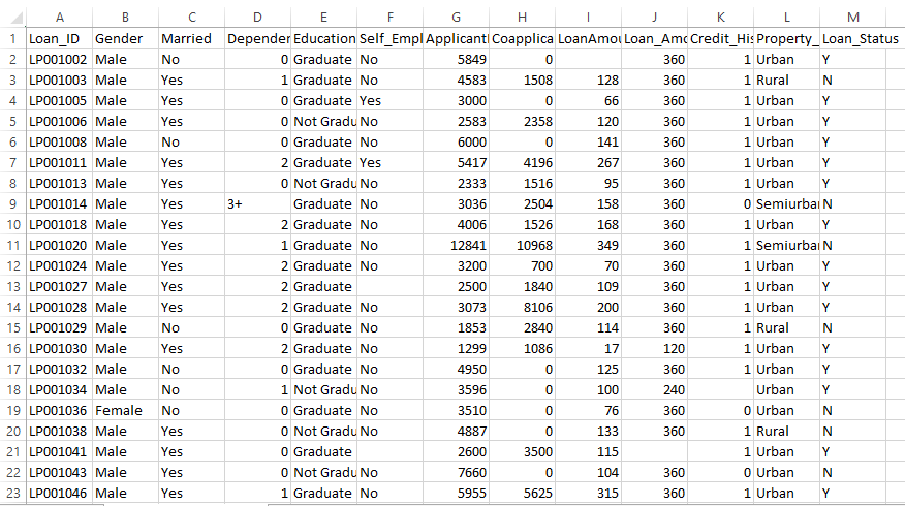 A B C D E F G H I J K L M
1 Loan_ID Gender Married Depender Education Self_Empl Applicanti Coapplica LoanAmou Loan_Amo Credit_His Property_ Loan_Status
2 LP001002 Male No 0 Graduate No 5849 0 360 1 Urban Y
3 LP001003 Male Yes 1 Graduate No 4583 1508 128 360 1 Rural N
4 LP001005 Male Yes 0 Graduate Yes 3000 0 66 360 1 Urban Y
5 LP001006 Male Yes 0 Not Gradu No 2583 2358 120 360 1 Urban Y
6 LP001008 Male No 0 Graduate No 6000 0 141 360 1 Urban Y
7 LP001011 Male Yes 2 Graduate Yes 5417 4196 267 360 1 Urban Y
8 LP001013 Male Yes 0 Not Gradu No 2333 1516 95 360 1 Urban Y
9 LP001014 Male Yes 3+ Graduate No 3036 2504 158 360 0 Semiurba N
10 LP001018 Male Yes 2 Graduate No 4006 1526 168 360 1 Urban Y
11 LP001020 Male Yes 1 Graduate No 12841 10968 349 360 1 Semiurba N
12 LP001024 Male Yes 2 Graduate No 3200 700 70 360 1 Urban Y
13 LP001027 Male Yes 2 Graduate 2500 1840 109 360 1 Urban Y
14 LP001028 Male Yes 2 Graduate No 3073 8106 200 360 1 Urban Y
15 LP001029 Male No 0 Graduate No 1853 2840 114 360 1 Rural N
16 LP001030 Male Yes 2 Graduate No 1299 1086 17 120 1 Urban Y
17 LP001032 Male No 0 Graduate No 4950 0 125 360 1 Urban Y
18 LP001034 Male No 1 Not Gradu No 3596 0 100 240 Urban Y
19 LP001036 Female No 0 Graduate No 3510 0 76 360 0 Urban N
20 LP001038 Male Yes 0 Not Gradu No 4887 0 133 360 1 Rural N
21 LP001041 Male Yes 0 Graduate 2600 3500 115 1 Urban Y
22 LP001043 Male Yes 0 Not Gradu No 7660 0 104 360 0 Urban N
23 LP001046 Male Yes 1 Graduate No 5955 5625 315 360 1 Urban Y